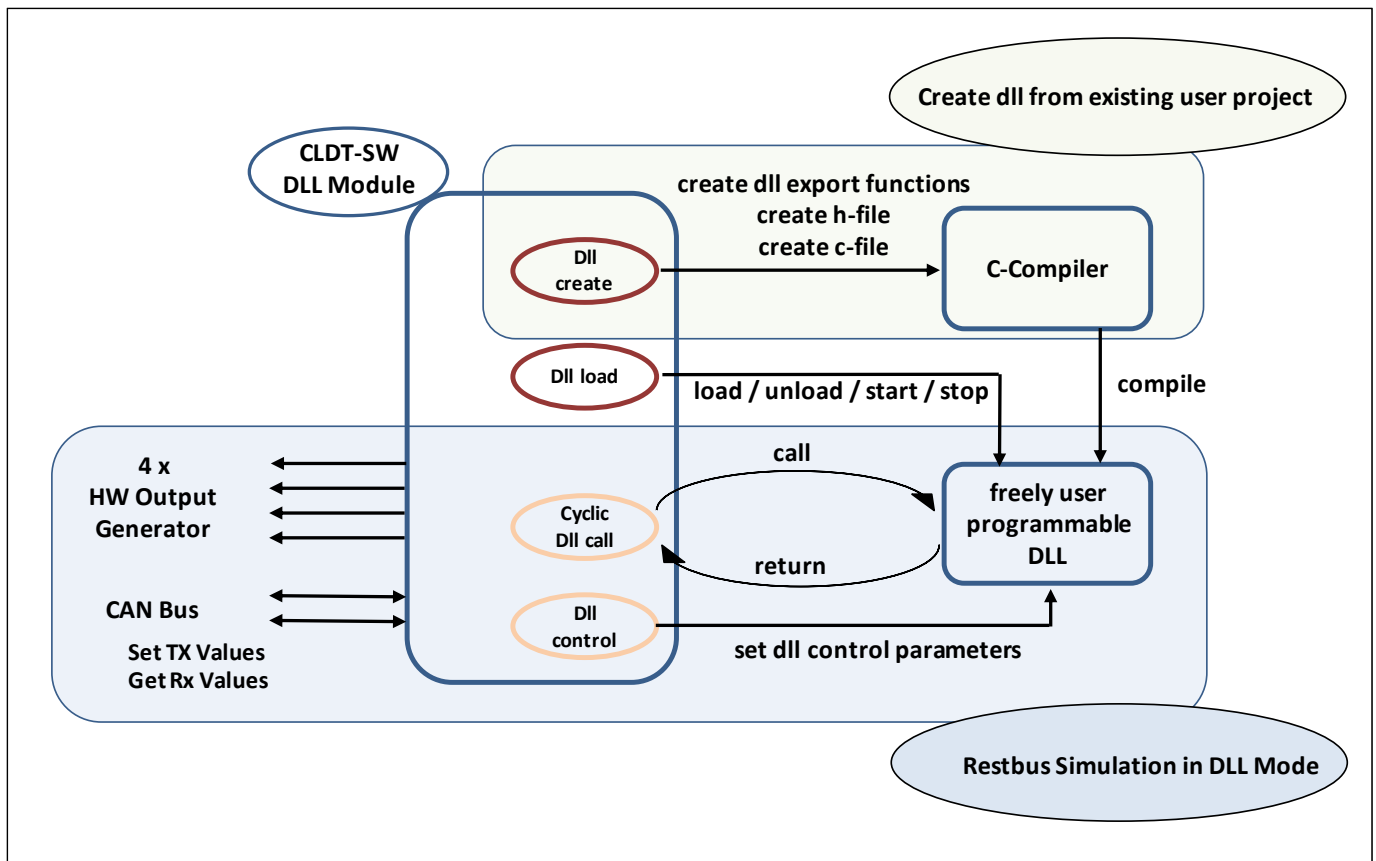 Create dll from existing user project
CLDT-SW
DLL Module
create dll export functions
create h-file
create c-file
Dll
create
C-Compiler
Dll load
load / unload / start / stop
compile
4 x
HW Output
Generator
call
Cyclic
Dll call
freely user
programmable
DLL
return
CAN Bus
Dll
control
set dll control parameters
Set TX Values
Get Rx Values
Restbus Simulation in DLL Mode